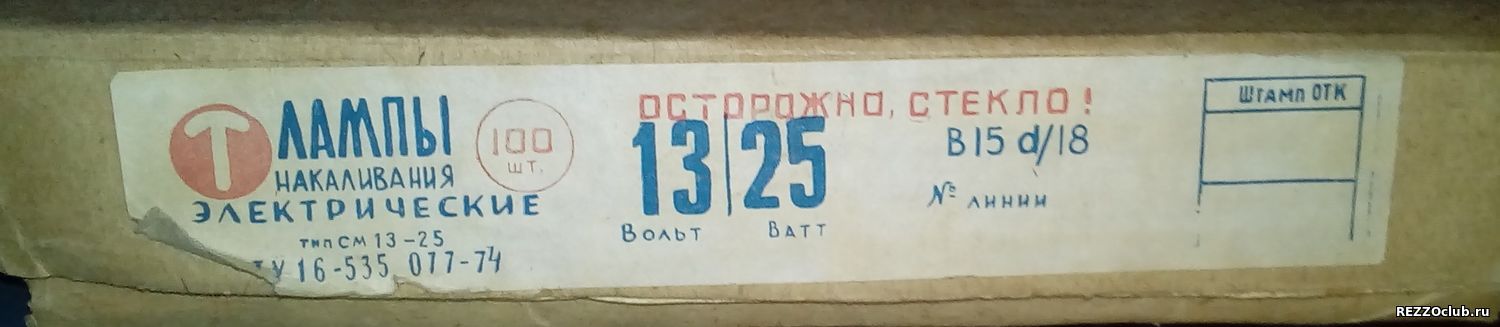 Т
ЛАМПЫ
НАКАЛИВАНИЯ
ЭЛЕКТРИЧЕСКИЕ
тип СМ 13-25
ТУ 16-535 077-74
100
ШТ.
ОСТОРОЖНО, СТЕКЛО!
13|25
Вольт Ватт
B15 d/18
№ линии
Штамп ОТК
REZZOclub.ru